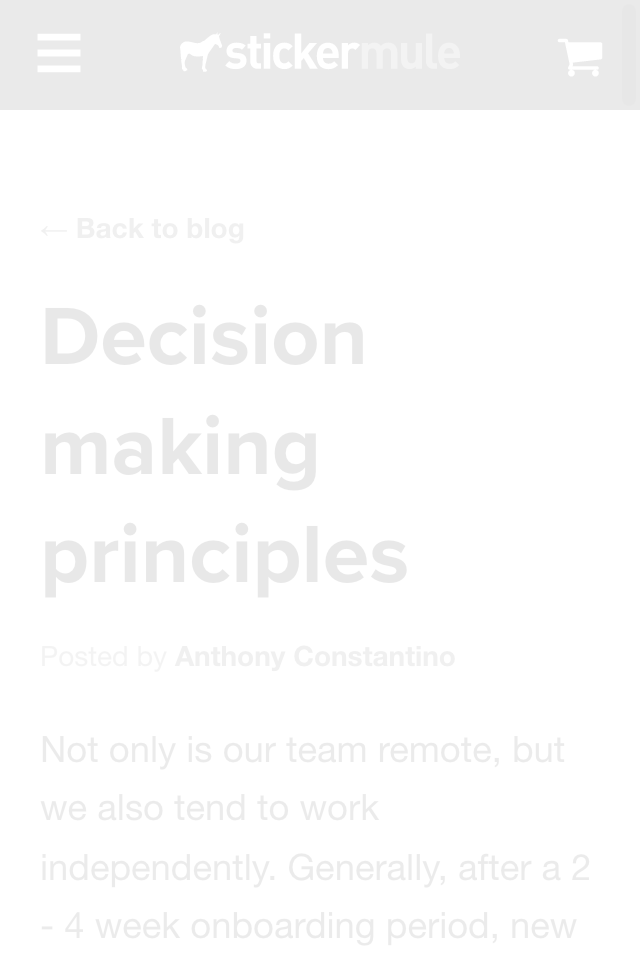 stickermule
← Back to blog
Decision
making
principles
Posted by Anthony Constantino
Not only is our team remote, but
we also tend to work
independently. Generally, after a 2
- 4 week onboarding period, new